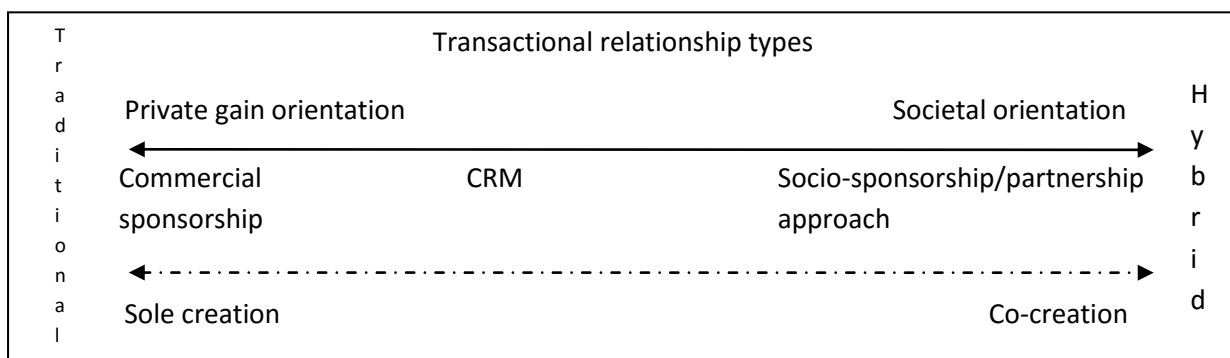 Traditional
Transactional relationship types
Private gain orientation Societal orientation
Commercial CRM Socio-sponsorship/partnership
sponsorship approach
Sole creation Co-creation
Hybrid